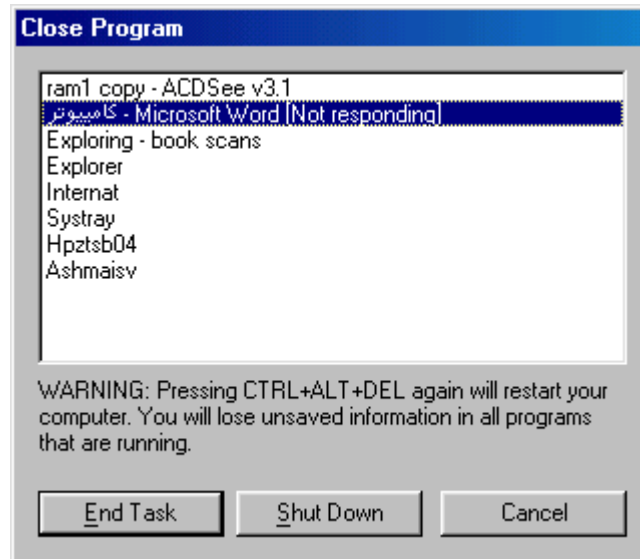 Close Program
ram1 copy - ACDSee v3.1
كامپیوتر - Microsoft Word [Not responding]
Exploring - book scans
Explorer
Internat
Systray
Hpztsb04
Ashmaisv
WARNING: Pressing CTRL+ALT+DEL again will restart your
computer. You will lose unsaved information in all programs
that are running.
End Task
Shut Down
Cancel